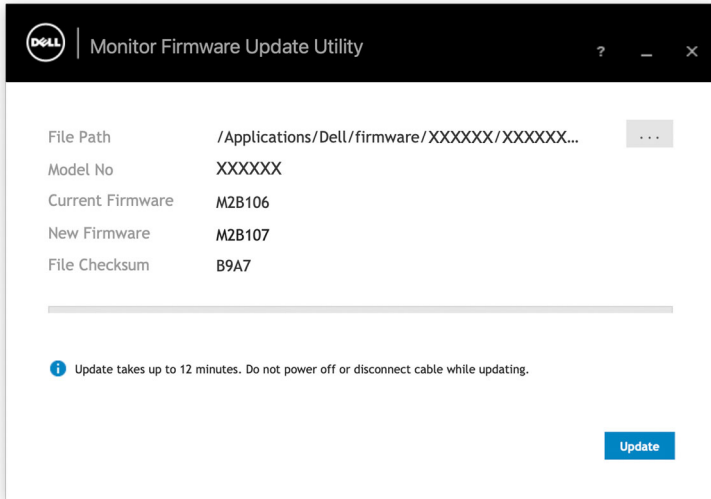 DELL
Monitor Firmware Update Utility
? _ ×
File Path /Applications/Dell/firmware/XXXXXX/XXXXXX... ...
Model No XXXXXX
Current Firmware M2B106
New Firmware M2B107
File Checksum B9A7
Update takes up to 12 minutes. Do not power off or disconnect cable while updating.
Update